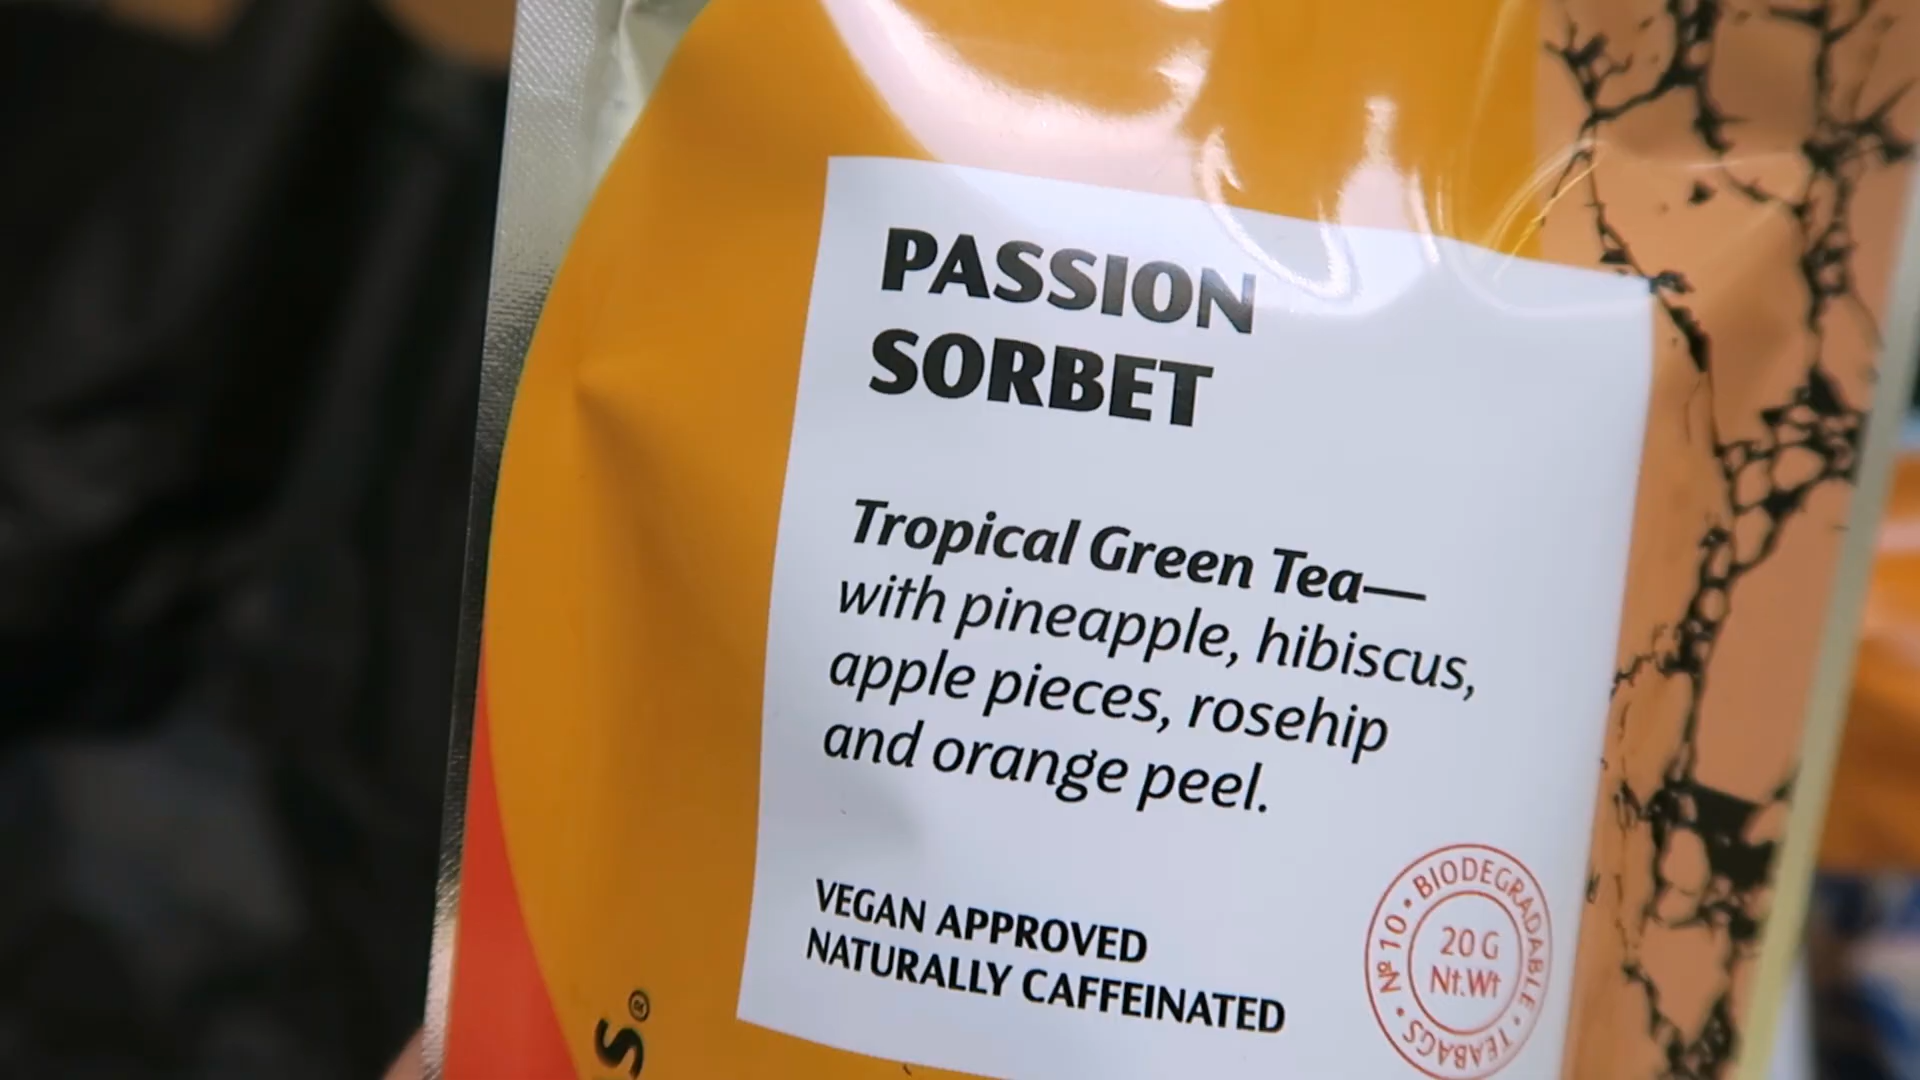 PASSION
SORBET
Tropical Green Tea—
with pineapple, hibiscus,
apple pieces, rosehip
and orange peel.
VEGAN APPROVED
NATURALLY CAFFEINATED
Nº 10 • BIODEGRADABLE • TEABAGS •
20 G
Nt.Wt
S®